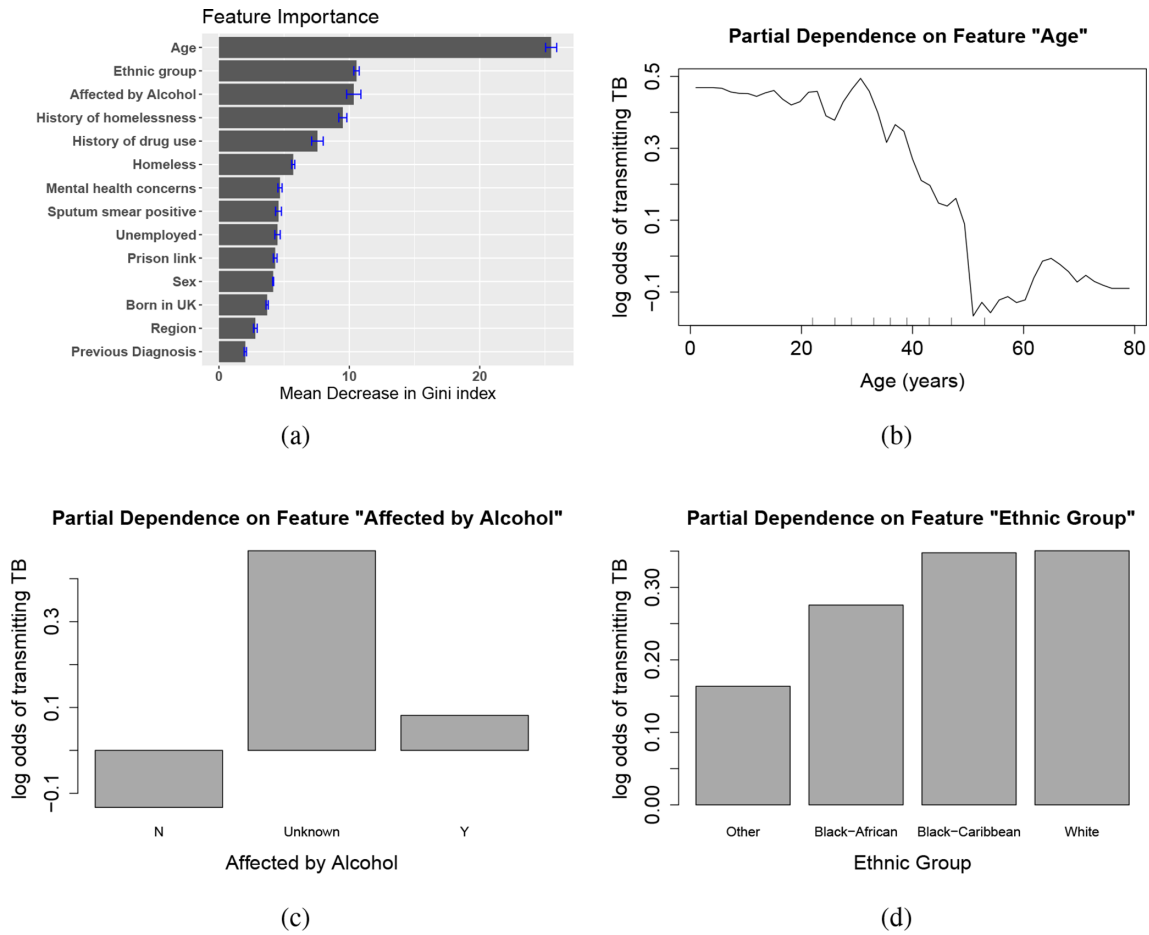 Feature Importance
Age
Ethnic group
Affected by Alcohol
History of homelessness
History of drug use
Homeless
Mental health concerns
Sputum smear positive
Unemployed
Prison link
Sex
Born in UK
Region
Previous Diagnosis
0 10 20
Mean Decrease in Gini index
(a)
Partial Dependence on Feature "Age"
log odds of transmitting TB
0.5
0.3
0.1
−0.1
0 20 40 60 80
Age (years)
(b)
Partial Dependence on Feature "Affected by Alcohol"
log odds of transmitting TB
0.3
0.1
−0.1
N Unknown Y
Affected by Alcohol
(c)
Partial Dependence on Feature "Ethnic Group"
log odds of transmitting TB
0.30
0.20
0.10
0.00
Other Black−African Black−Caribbean White
Ethnic Group
(d)